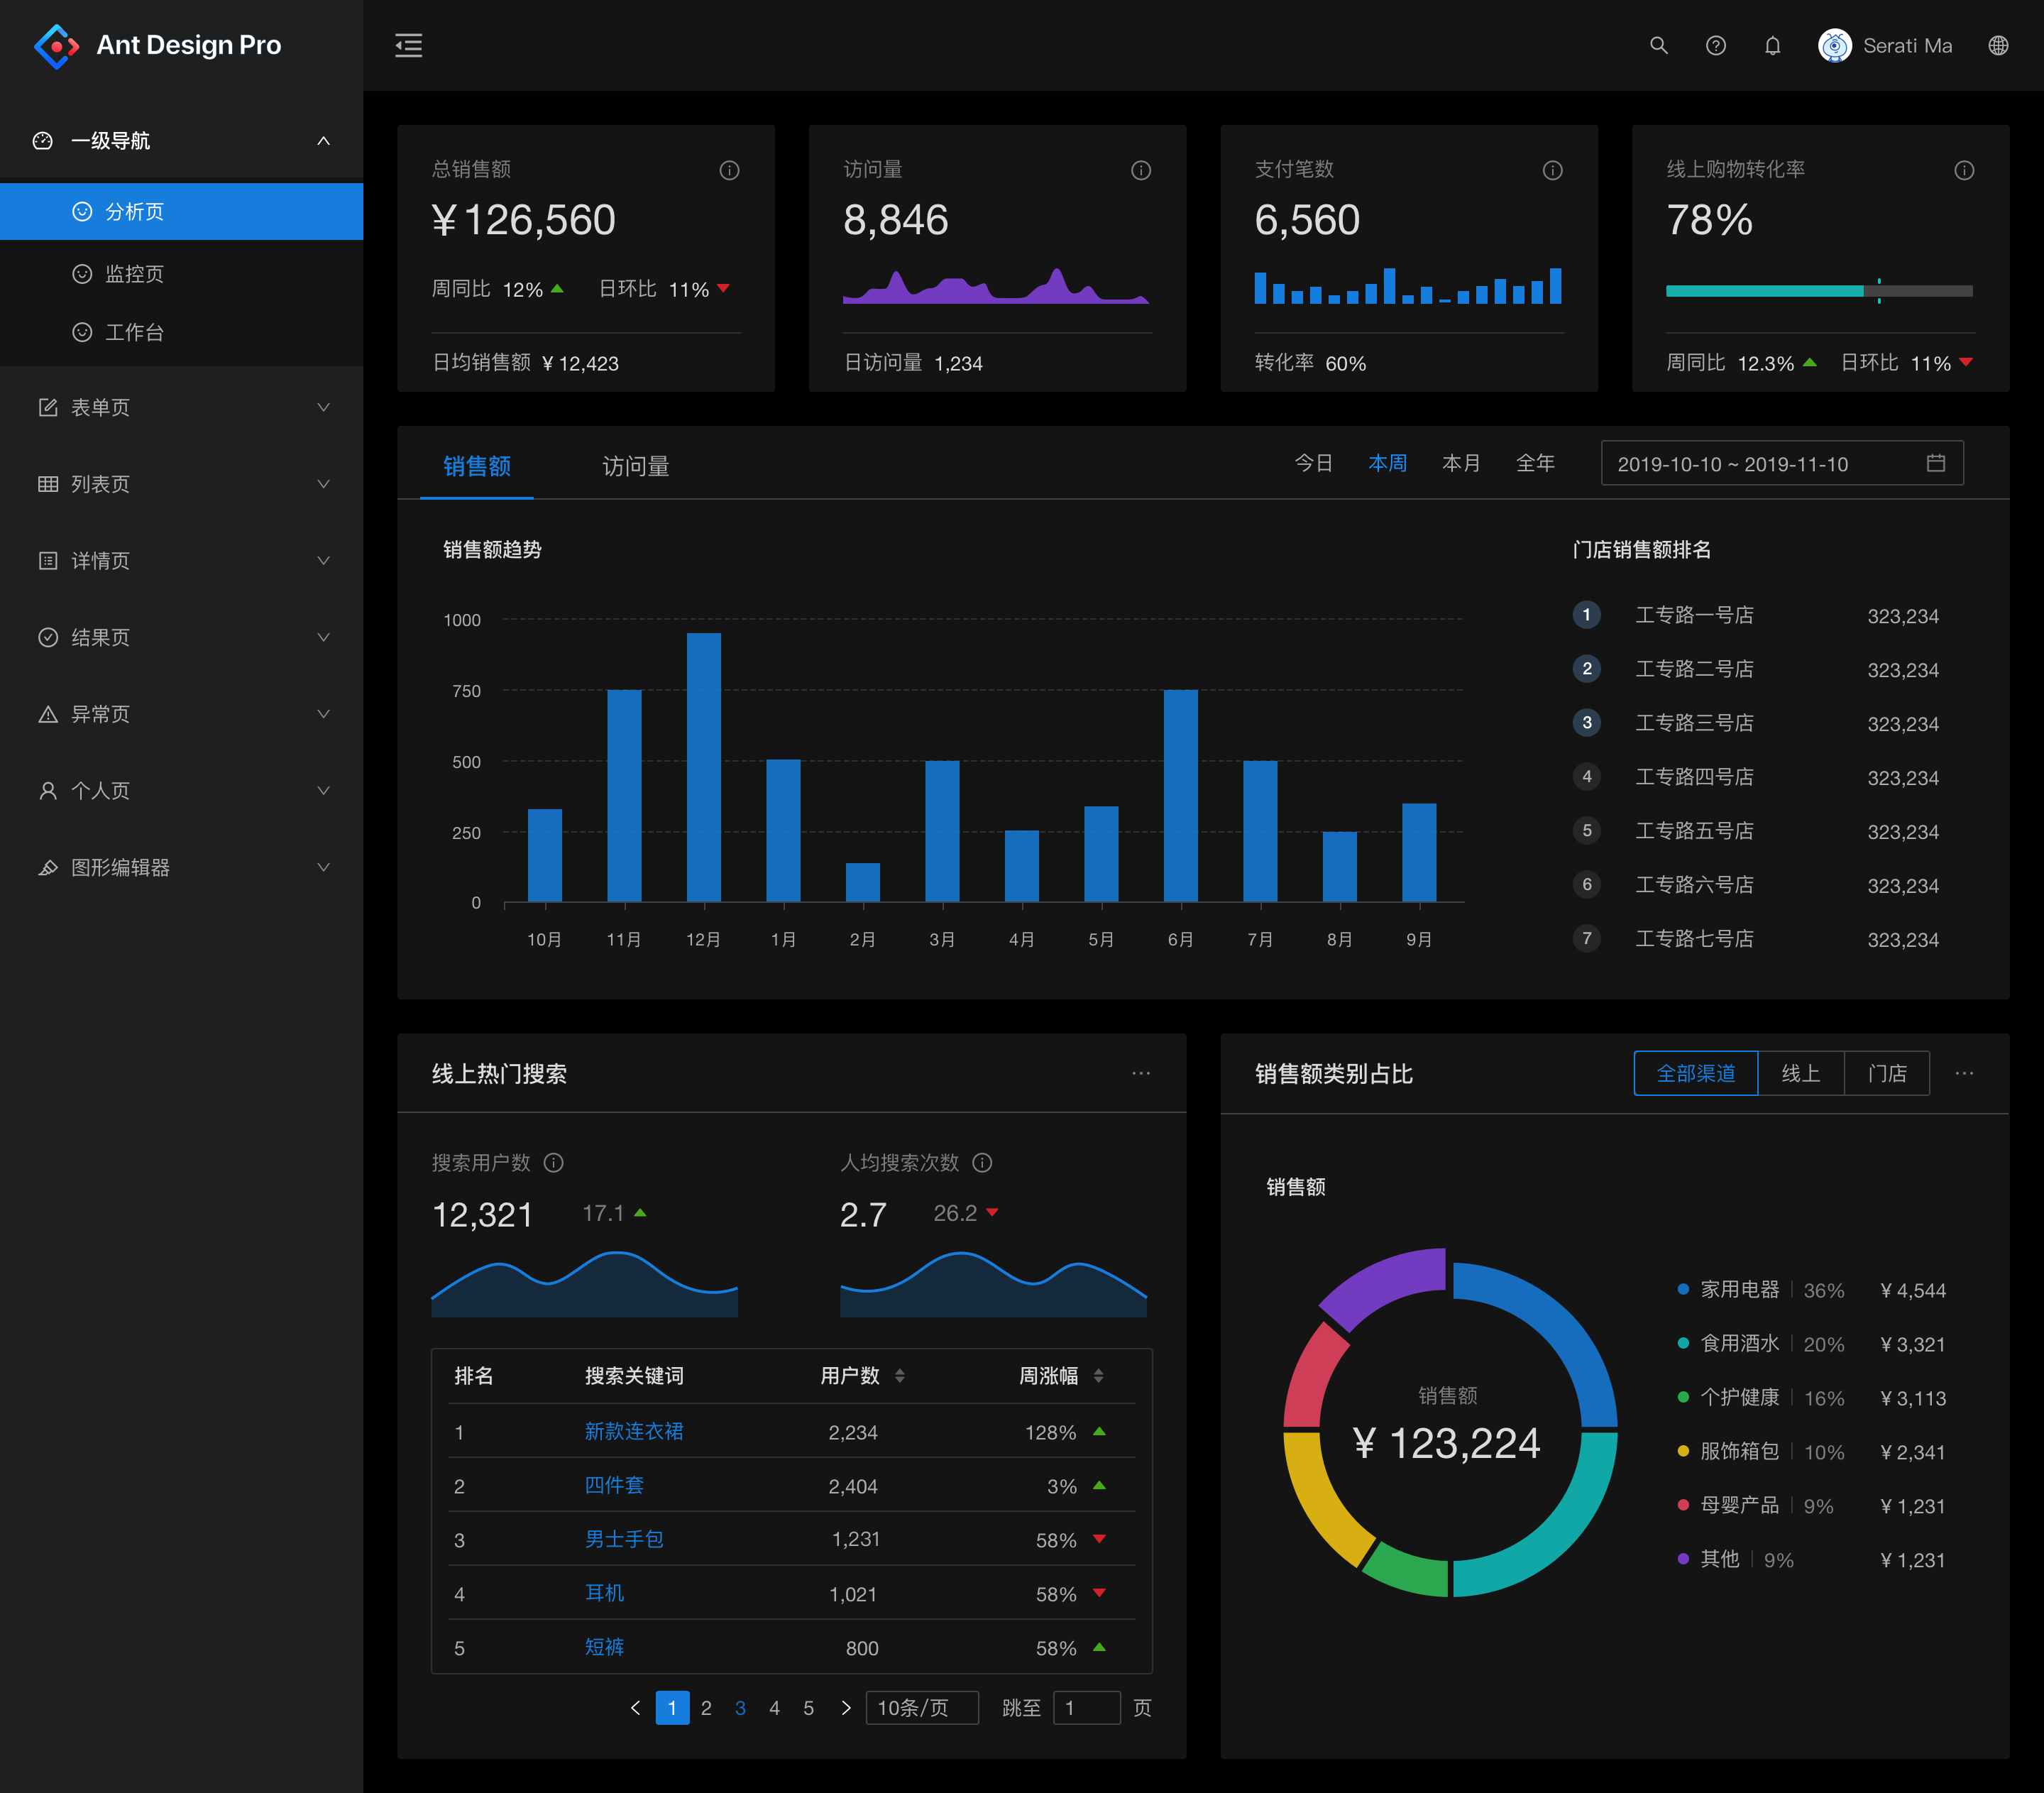 Ant Design Pro
Serati Ma
一级导航
分析页
监控页
工作台
表单页
列表页
详情页
结果页
异常页
个人页
图形编辑器
总销售额
¥ 126,560
周同比 12% 日环比 11%
日均销售额 ¥ 12,423
访问量
8,846
日访问量 1,234
支付笔数
6,560
转化率 60%
线上购物转化率
78%
周同比 12.3% 日环比 11%
销售额 访问量 今日 本周 本月 全年 2019-10-10 ~ 2019-11-10
销售额趋势
1000
750
500
250
0
10月 11月 12月 1月 2月 3月 4月 5月 6月 7月 8月 9月
门店销售额排名
1 工专路一号店 323,234
2 工专路二号店 323,234
3 工专路三号店 323,234
4 工专路四号店 323,234
5 工专路五号店 323,234
6 工专路六号店 323,234
7 工专路七号店 323,234
线上热门搜索 ···
搜索用户数
12,321 17.1
人均搜索次数
2.7 26.2
排名 搜索关键词 用户数 周涨幅
1 新款连衣裙 2,234 128%
2 四件套 2,404 3%
3 男士手包 1,231 58%
4 耳机 1,021 58%
5 短裤 800 58%
< 1 2 3 4 5 > 10条/页 跳至 1 页
销售额类别占比 全部渠道 线上 门店 ···
销售额
销售额
¥ 123,224
家用电器 | 36% ¥ 4,544
食用酒水 | 20% ¥ 3,321
个护健康 | 16% ¥ 3,113
服饰箱包 | 10% ¥ 2,341
母婴产品 | 9% ¥ 1,231
其他 | 9% ¥ 1,231